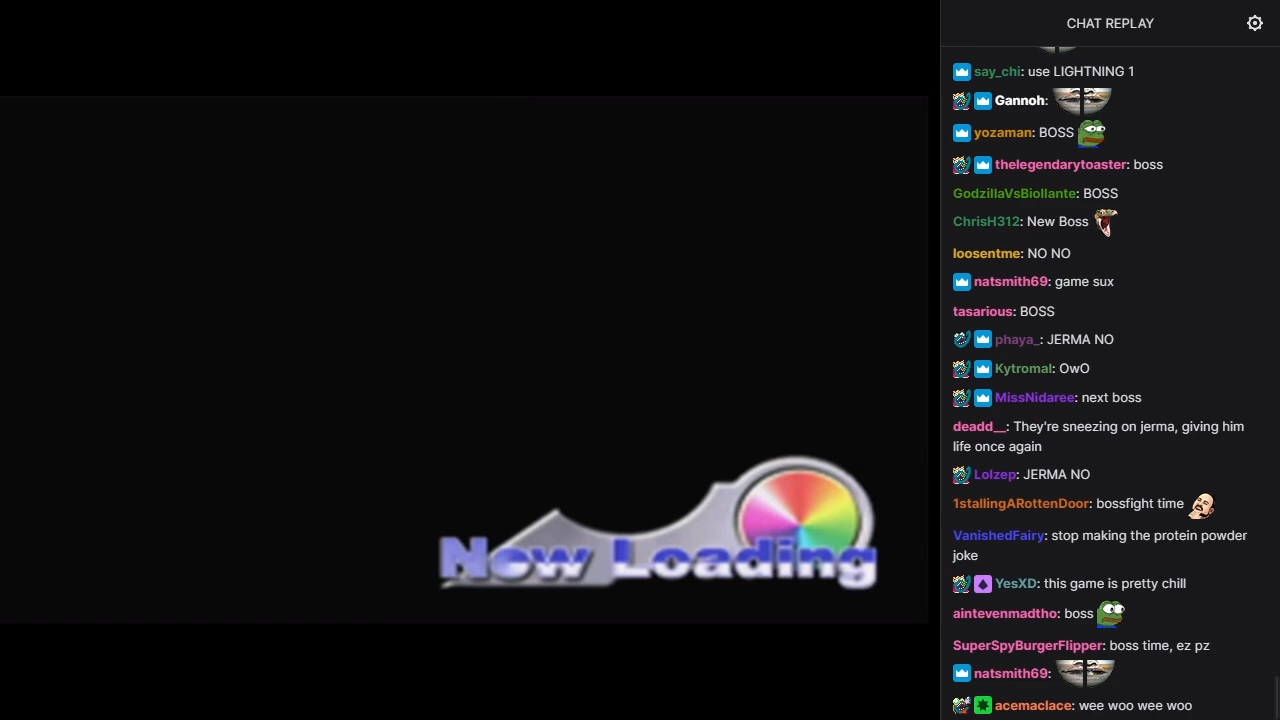 CHAT REPLAY
say_chi: use LIGHTNING 1
Gannoh:
yozaman: BOSS
thelegendarytoaster: boss
GodzillaVsBiollante: BOSS
ChrisH312: New Boss
loosentme: NO NO
natsmith69: game sux
tasarious: BOSS
phaya_: JERMA NO
Kytromal: OwO
MissNidaree: next boss
deadd__: They're sneezing on jerma, giving him
life once again
Lolzep: JERMA NO
1stallingARottenDoor: bossfight time
VanishedFairy: stop making the protein powder
joke
YesXD: this game is pretty chill
aintevenmadtho: boss
SuperSpyBurgerFlipper: boss time, ez pz
natsmith69:
acemaclace: wee woo wee woo
Now Loading